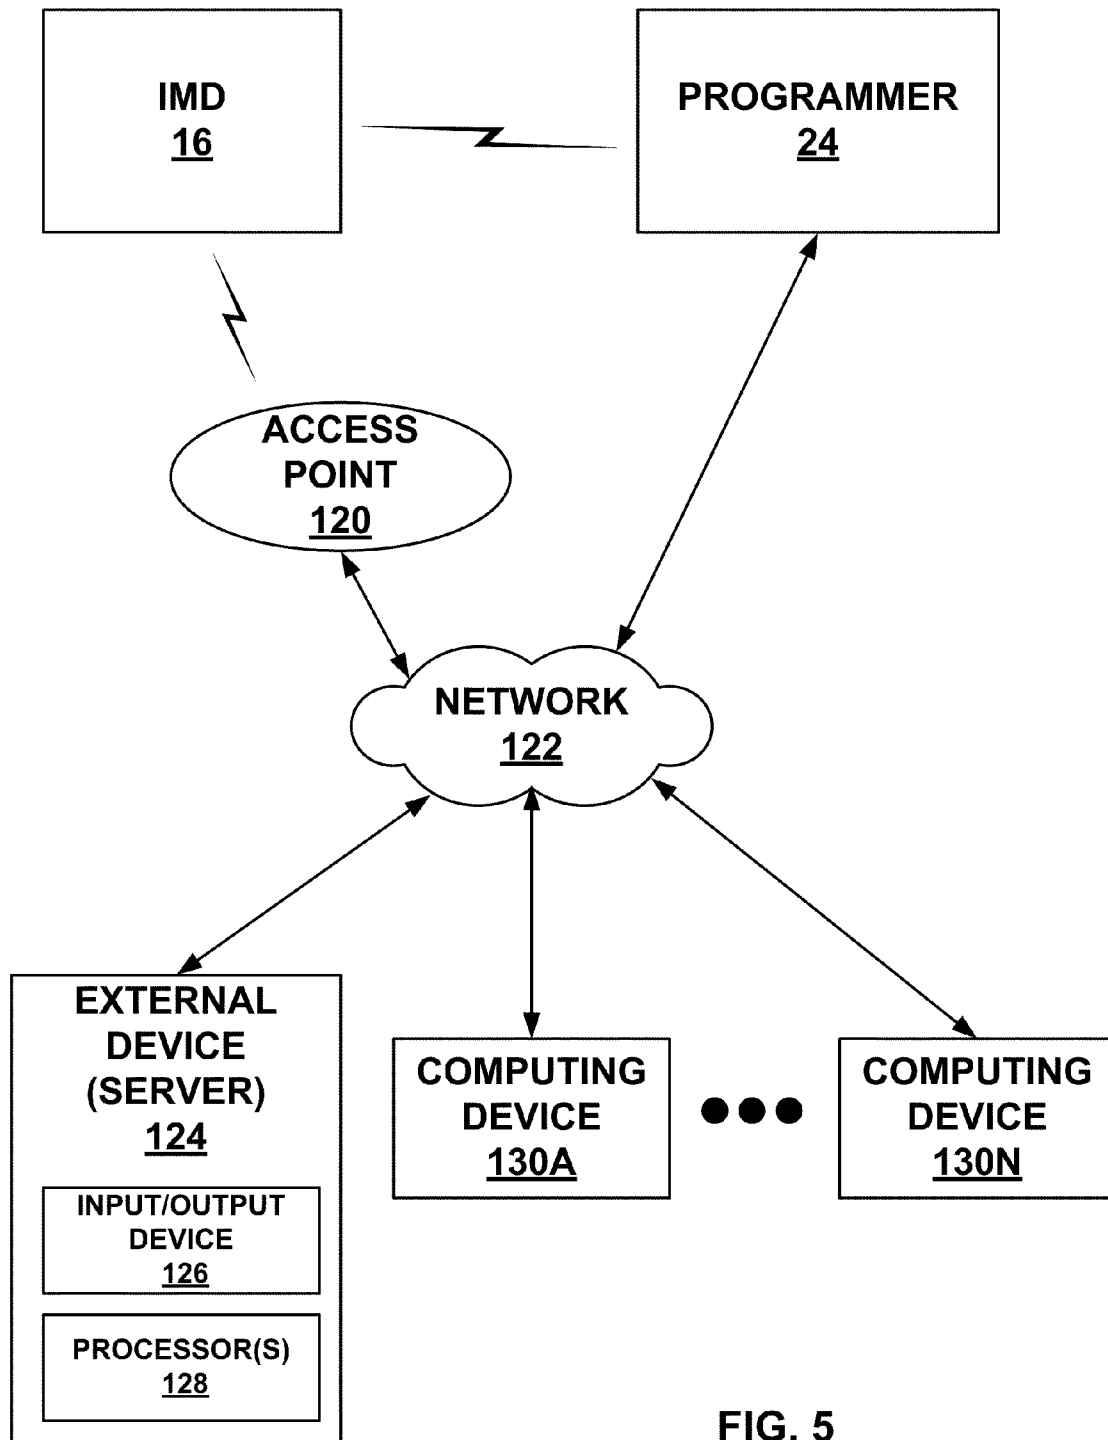 IMD
16
PROGRAMMER
24
ACCESS
POINT
120
NETWORK
122
EXTERNAL
DEVICE
(SERVER)
124
INPUT/OUTPUT
DEVICE
126
PROCESSOR(S)
128
COMPUTING
DEVICE
130A
COMPUTING
DEVICE
130N
FIG. 5